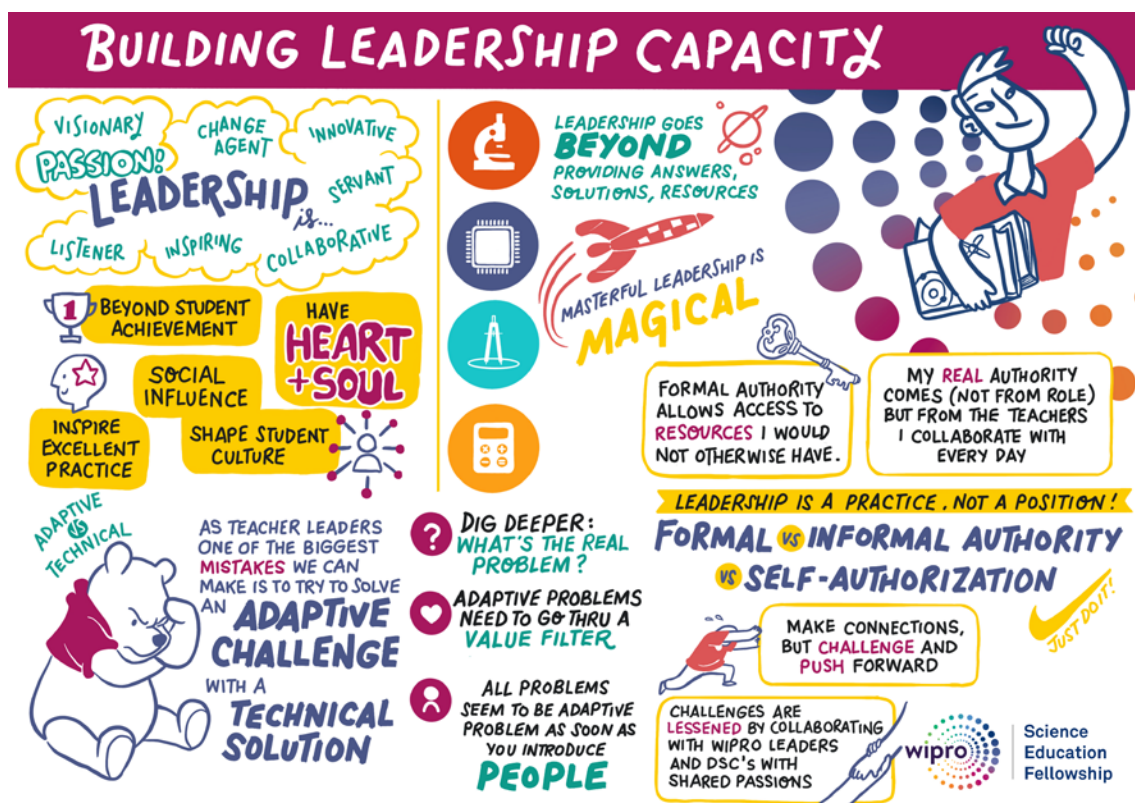 BUILDING LEADERSHIP CAPACITY
VISIONARY
PASSION!
CHANGE
AGENT
INNOVATIVE
LEADERSHIP
is...
SERVANT
LISTENER
INSPIRING
COLLABORATIVE
1
BEYOND STUDENT
ACHIEVEMENT
HAVE
HEART
+SOUL
SOCIAL
INFLUENCE
INSPIRE
EXCELLENT
PRACTICE
SHAPE STUDENT
CULTURE
LEADERSHIP GOES
BEYOND
PROVIDING ANSWERS,
SOLUTIONS, RESOURCES
MASTERFUL LEADERSHIP IS
MAGICAL
FORMAL AUTHORITY
ALLOWS ACCESS TO
RESOURCES I WOULD
NOT OTHERWISE HAVE.
MY REAL AUTHORITY
COMES (NOT FROM ROLE)
BUT FROM THE TEACHERS
I COLLABORATE WITH
EVERY DAY
ADAPTIVE
VS
TECHNICAL
AS TEACHER LEADERS
ONE OF THE BIGGEST
MISTAKES WE CAN
MAKE IS TO TRY TO SOLVE
AN ADAPTIVE
CHALLENGE
WITH A
TECHNICAL
SOLUTION
?
DIG DEEPER:
WHAT'S THE REAL
PROBLEM?
ADAPTIVE PROBLEMS
NEED TO GO THRU A
VALUE FILTER
ALL PROBLEMS
SEEM TO BE ADAPTIVE
PROBLEM AS SOON AS
YOU INTRODUCE
PEOPLE
LEADERSHIP IS A PRACTICE, NOT A POSITION!
FORMAL VS INFORMAL AUTHORITY
VS SELF-AUTHORIZATION
JUST DO IT!
MAKE CONNECTIONS,
BUT CHALLENGE AND
PUSH FORWARD
CHALLENGES ARE
LESSENED BY COLLABORATING
WITH WIPRO LEADERS
AND DSC'S WITH
SHARED PASSIONS
wipro
Science
Education
Fellowship